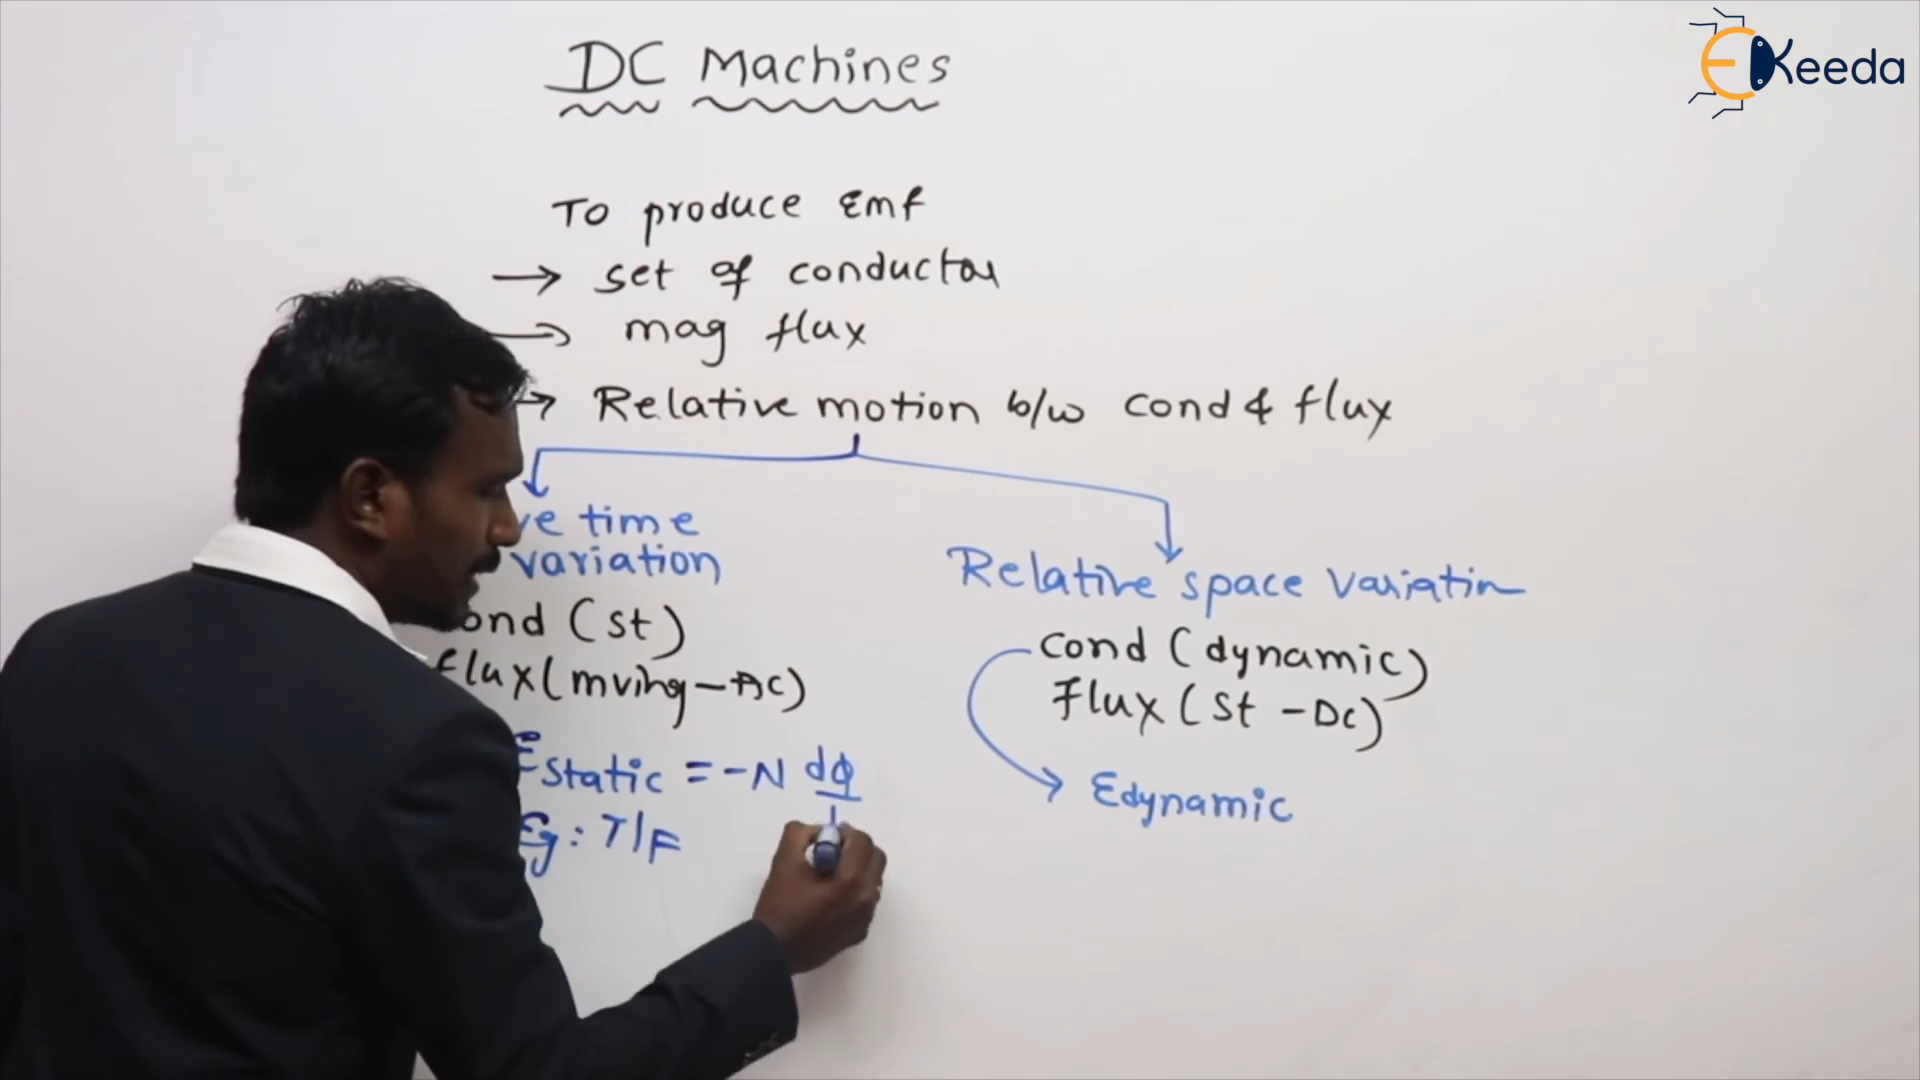 DC Machines
EKeeda
To produce Emf
→ set of conductor
→ mag flux
→ Relative motion b/w cond & flux
ve time
variation
ond (st)
flux (mving - AC)
Estatic = -N dφ
Eg: T/F
Relative space variatin
cond (dynamic)
Flux (st - Dc)
Edynamic